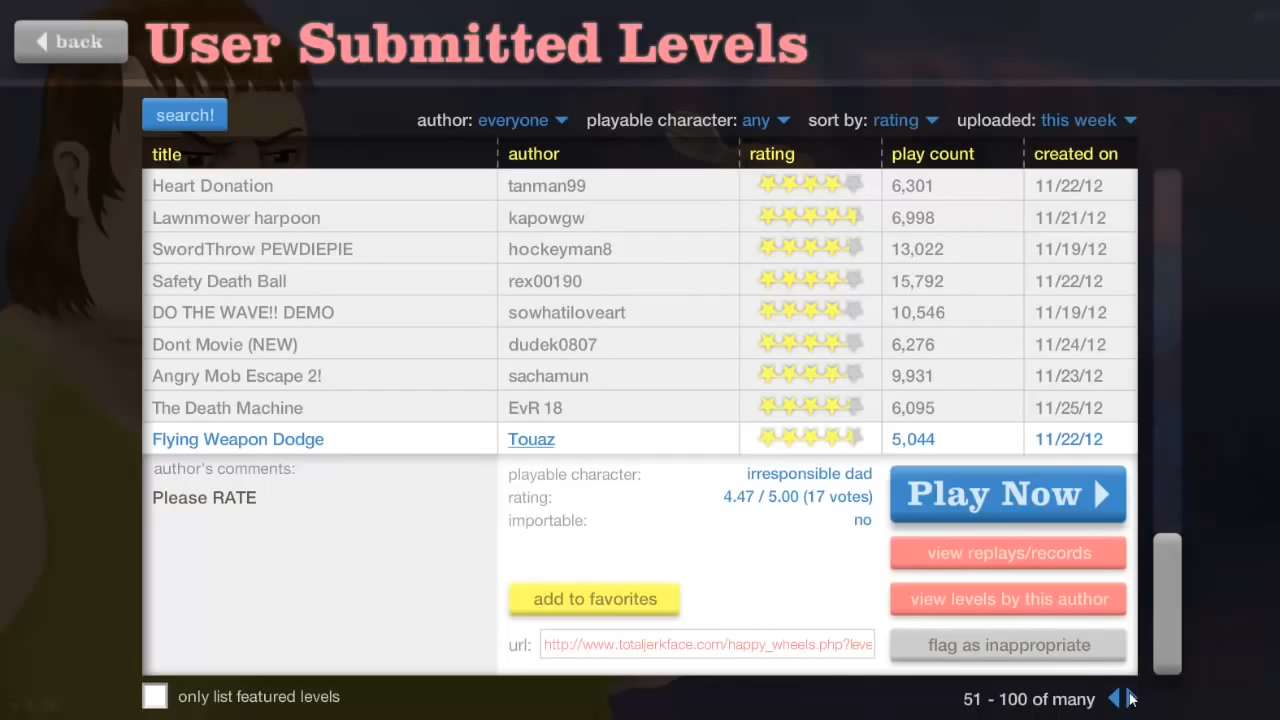 back
User Submitted Levels
search!
author: everyone playable character: any sort by: rating uploaded: this week
title author rating play count created on
Heart Donation tanman99 6,301 11/22/12
Lawnmower harpoon kapowgw 6,998 11/21/12
SwordThrow PEWDIEPIE hockeyman8 13,022 11/19/12
Safety Death Ball rex00190 15,792 11/22/12
DO THE WAVE!! DEMO sowhatiloveart 10,546 11/19/12
Dont Movie (NEW) dudek0807 6,276 11/24/12
Angry Mob Escape 2! sachamun 9,931 11/23/12
The Death Machine EvR 18 6,095 11/25/12
Flying Weapon Dodge Touaz 5,044 11/22/12
author's comments:
Please RATE
playable character: irresponsible dad
rating: 4.47 / 5.00 (17 votes)
importable: no
add to favorites
url: http://www.totaljerkface.com/happy_wheels.php?leve
Play Now
view replays/records
view levels by this author
flag as inappropriate
only list featured levels
51 - 100 of many